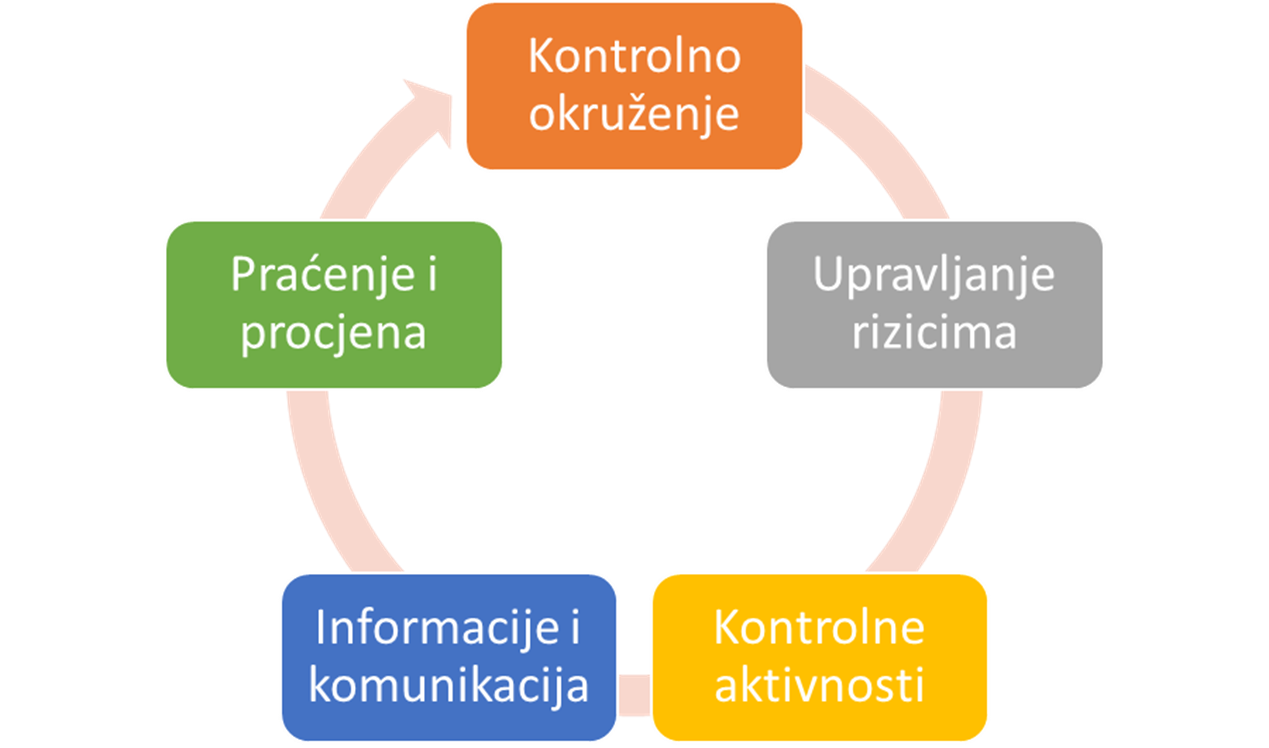 Kontrolno
okruženje
Upravljanje
rizicima
Kontrolne
aktivnosti
Informacije i
komunikacija
Praćenje i
procjena